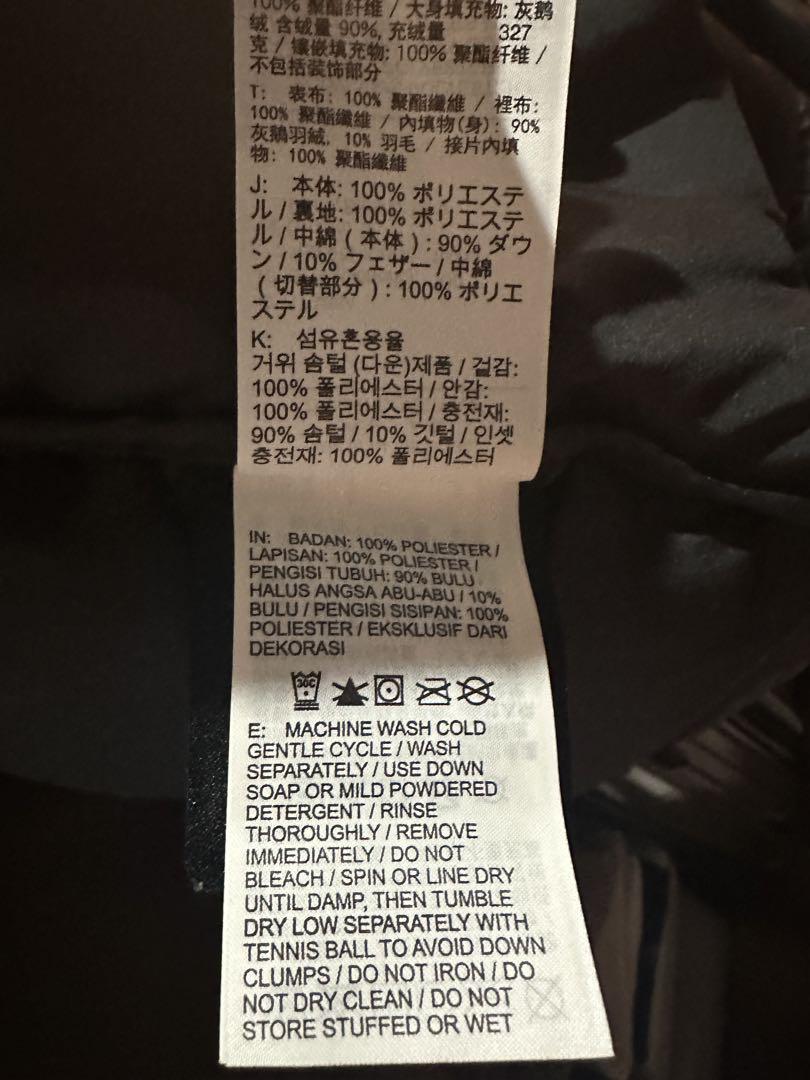 100% 聚酯纤维 / 大身填充物: 灰鹅
绒 含绒量 90%, 充绒量 327
克 / 镶嵌填充物: 100% 聚酯纤维 /
不包括装饰部分
T: 表布: 100% 聚酯纖維 / 裡布:
100% 聚酯纖維 / 內填物(身): 90%
灰鵝羽絨, 10% 羽毛 / 接片內填
物: 100% 聚酯纖維
J: 本体: 100% ポリエステ
ル / 裏地: 100% ポリエステ
ル / 中綿 ( 本体 ) : 90% ダウ
ン / 10% フェザー / 中綿
( 切替部分 ) : 100% ポリエ
ステル
K: 섬유혼용율
거위 솜털 (다운)제품 / 겉감:
100% 폴리에스터 / 안감:
100% 폴리에스터 / 충전재:
90% 솜털 / 10% 깃털 / 인셋
충전재: 100% 폴리에스터
IN: BADAN: 100% POLIESTER /
LAPISAN: 100% POLIESTER /
PENGISI TUBUH: 90% BULU
HALUS ANGSA ABU-ABU / 10%
BULU / PENGISI SISIPAN: 100%
POLIESTER / EKSKLUSIF DARI
DEKORASI
30C
E: MACHINE WASH COLD
GENTLE CYCLE / WASH
SEPARATELY / USE DOWN
SOAP OR MILD POWDERED
DETERGENT / RINSE
THOROUGHLY / REMOVE
IMMEDIATELY / DO NOT
BLEACH / SPIN OR LINE DRY
UNTIL DAMP, THEN TUMBLE
DRY LOW SEPARATELY WITH
TENNIS BALL TO AVOID DOWN
CLUMPS / DO NOT IRON / DO
NOT DRY CLEAN / DO NOT
STORE STUFFED OR WET